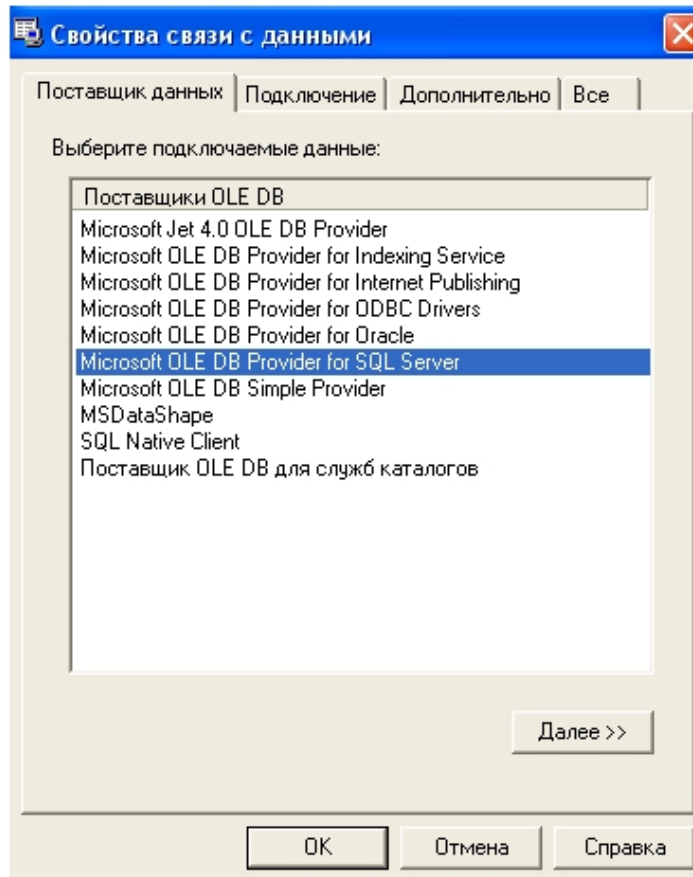 Свойства связи с данными
Поставщик данных Подключение Дополнительно Все
Выберите подключаемые данные:
Поставщики OLE DB
Microsoft Jet 4.0 OLE DB Provider
Microsoft OLE DB Provider for Indexing Service
Microsoft OLE DB Provider for Internet Publishing
Microsoft OLE DB Provider for ODBC Drivers
Microsoft OLE DB Provider for Oracle
Microsoft OLE DB Provider for SQL Server
Microsoft OLE DB Simple Provider
MSDataShape
SQL Native Client
Поставщик OLE DB для служб каталогов
Далее >>
OK Отмена Справка